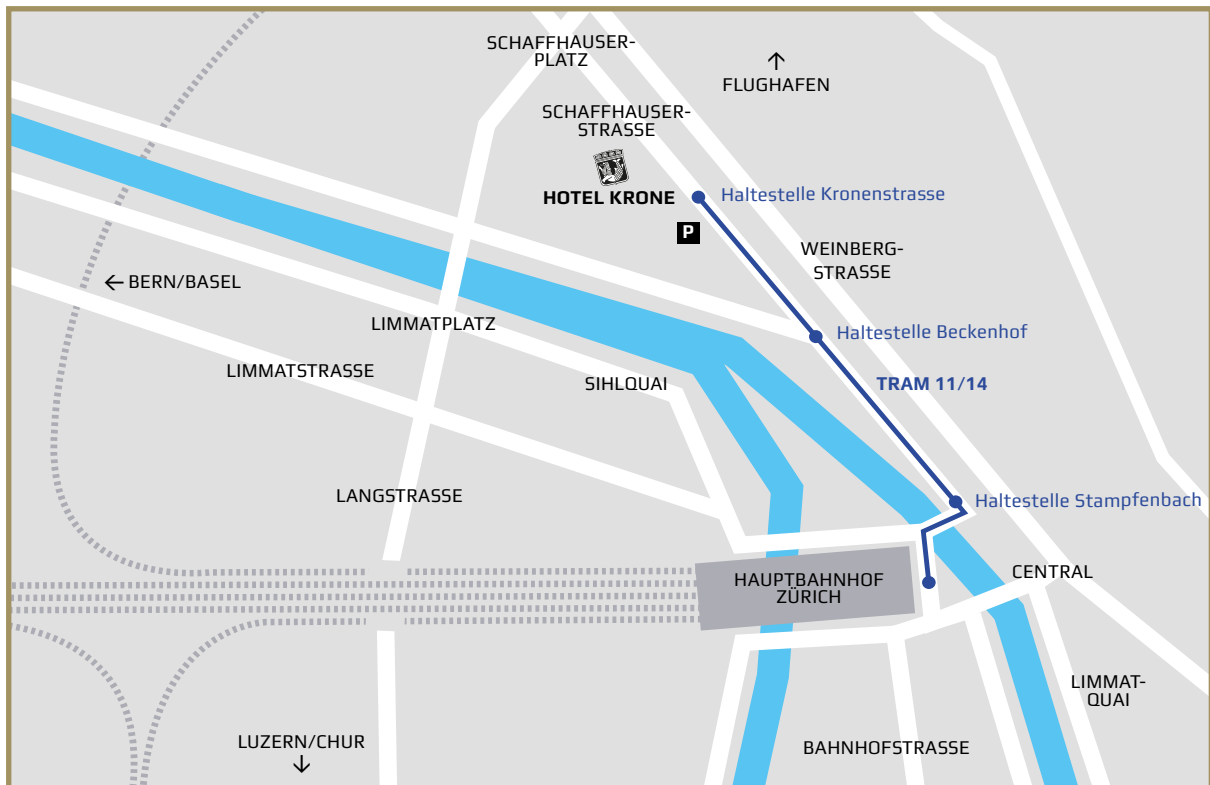 SCHAFFHAUSER-
PLATZ
↑
FLUGHAFEN
SCHAFFHAUSER-
STRASSE
HOTEL KRONE
Haltestelle Kronenstrasse
P
WEINBERG-
STRASSE
← BERN/BASEL
LIMMATPLATZ
Haltestelle Beckenhof
LIMMATSTRASSE
SIHLQUAI
TRAM 11/14
LANGSTRASSE
Haltestelle Stampfenbach
HAUPTBAHNHOF
ZÜRICH
CENTRAL
LIMMAT-
QUAI
LUZERN/CHUR
↓
BAHNHOFSTRASSE